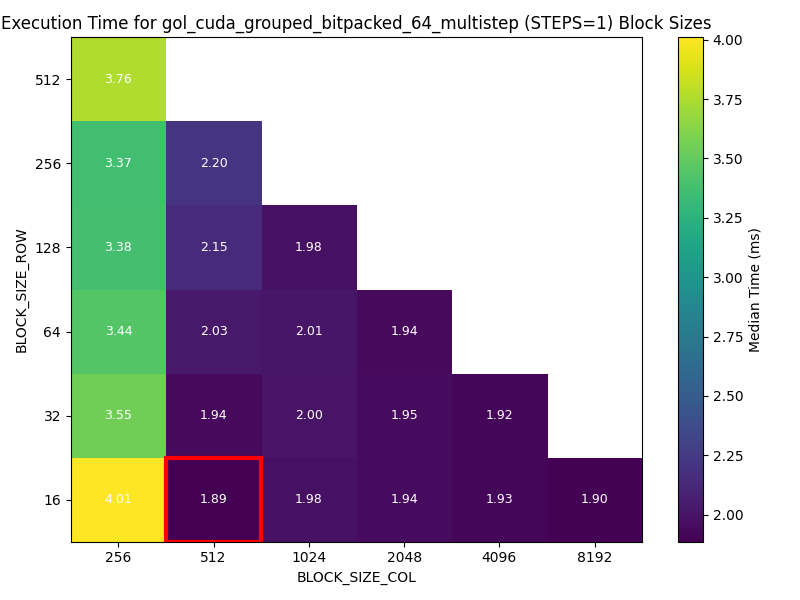 Execution Time for gol_cuda_grouped_bitpacked_64_multistep (STEPS=1) Block Sizes
512 3.76
256 3.37 2.20
128 3.38 2.15 1.98
64 3.44 2.03 2.01 1.94
32 3.55 1.94 2.00 1.95 1.92
16 4.01 1.89 1.98 1.94 1.93 1.90
256 512 1024 2048 4096 8192
BLOCK_SIZE_COL
BLOCK_SIZE_ROW
4.00
3.75
3.50
3.25
3.00
2.75
2.50
2.25
2.00
Median Time (ms)